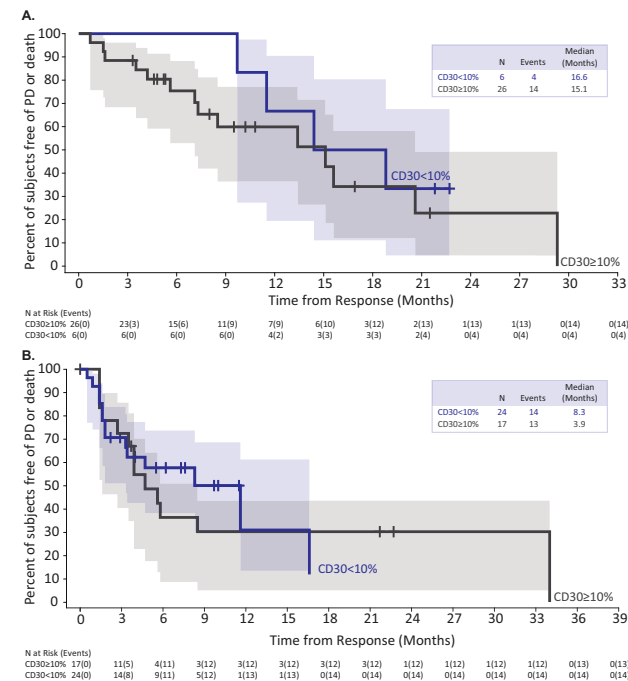 A.
Percent of subjects free of PD or death
100
90
80
70
60
50
40
30
20
10
0
N Events Median (Months)
CD30<10% 6 4 16.6
CD30≥10% 26 14 15.1
CD30<10%
CD30≥10%
0 3 6 9 12 15 18 21 24 27 30 33
Time from Response (Months)
N at Risk (Events)
CD30≥10% 26(0) 23(3) 15(6) 11(9) 7(9) 6(10) 3(12) 2(13) 1(13) 1(13) 0(14) 0(14)
CD30<10% 6(0) 6(0) 6(0) 6(0) 4(2) 3(3) 3(3) 2(4) 0(4) 0(4) 0(4) 0(4)
B.
Percent of subjects free of PD or death
100
90
80
70
60
50
40
30
20
10
0
N Events Median (Months)
CD30<10% 24 14 8.3
CD30≥10% 17 13 3.9
CD30<10%
CD30≥10%
0 3 6 9 12 15 18 21 24 27 30 33 36 39
Time from Response (Months)
N at Risk (Events)
CD30≥10% 17(0) 11(5) 4(11) 3(12) 3(12) 3(12) 3(12) 3(12) 1(12) 1(12) 1(12) 1(12) 0(13) 0(13)
CD30<10% 24(0) 14(8) 9(11) 5(12) 1(13) 1(13) 0(14) 0(14) 0(14) 0(14) 0(14) 0(14) 0(14) 0(14)